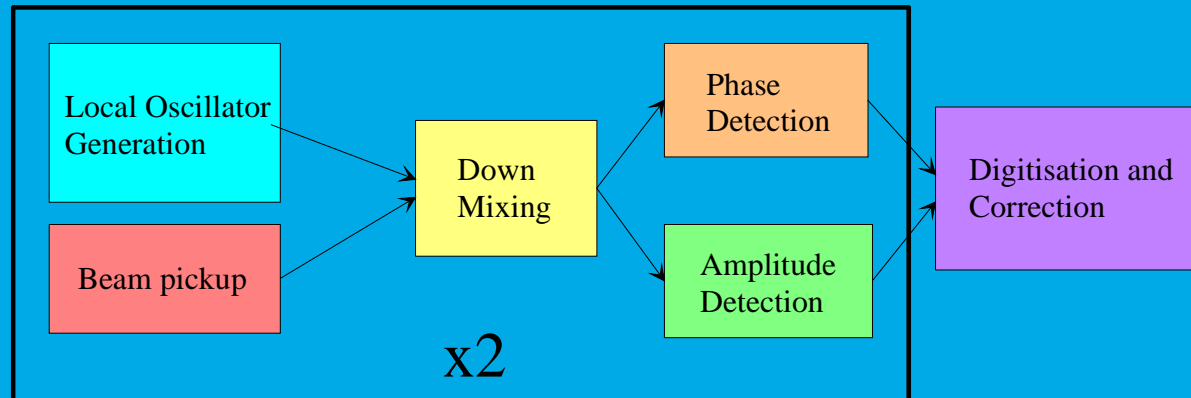 Local Oscillator
Generation
Beam pickup
Down
Mixing
Phase
Detection
Amplitude
Detection
Digitisation and
Correction
x2